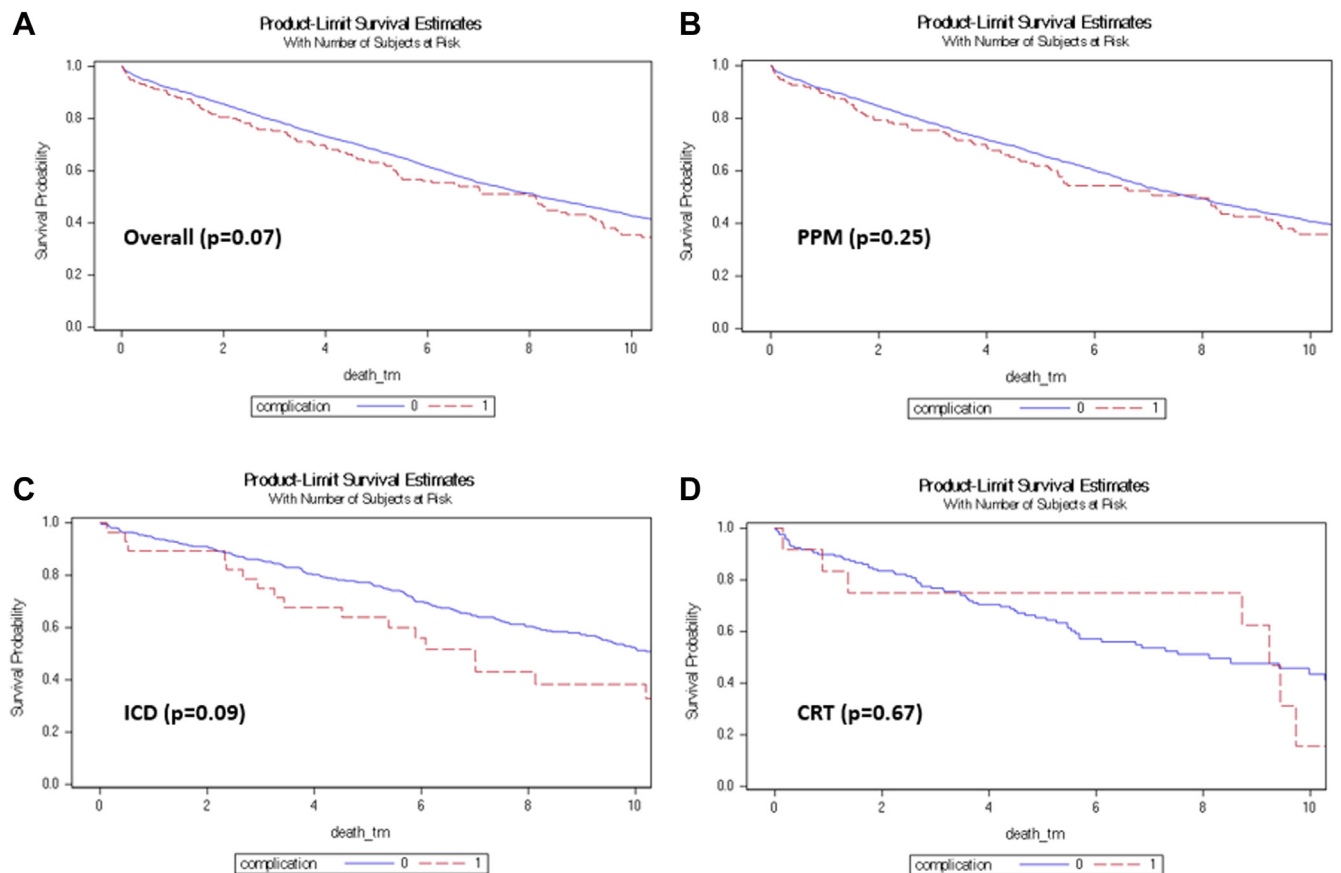 A
Product-Limit Survival Estimates
With Number of Subjects at Risk
1.0
0.8
0.6
0.4
0.2
0.0
Survival Probability
Overall (p=0.07)
0 2 4 6 8 10
death_tm
complication 0 1
B
Product-Limit Survival Estimates
With Number of Subjects at Risk
1.0
0.8
0.6
0.4
0.2
0.0
Survival Probability
PPM (p=0.25)
0 2 4 6 8 10
death_tm
complication 0 1
C
Product-Limit Survival Estimates
With Number of Subjects at Risk
1.0
0.8
0.6
0.4
0.2
0.0
Survival Probability
ICD (p=0.09)
0 2 4 6 8 10
death_tm
complication 0 1
D
Product-Limit Survival Estimates
With Number of Subjects at Risk
1.0
0.8
0.6
0.4
0.2
0.0
Survival Probability
CRT (p=0.67)
0 2 4 6 8 10
death_tm
complication 0 1